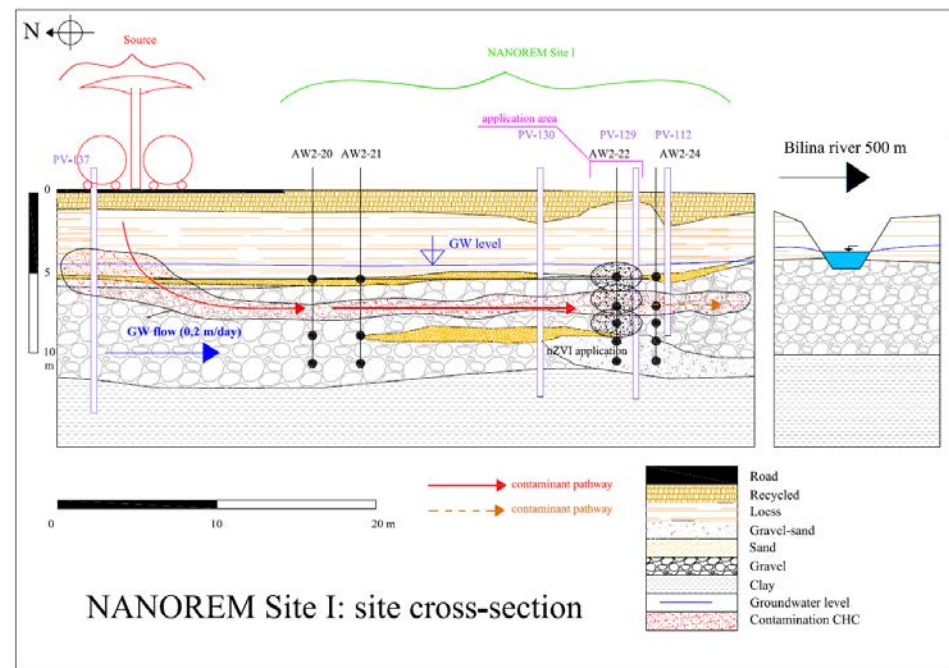 N
Source
NANOREM Site I
application area
PV-137
AW2-20
AW2-21
PV-130
PV-129
PV-112
AW2-22
AW2-24
Bílina river 500 m
0
GW level
5
GW flow (0,2 m/day)
10
m
nZVI application
contaminant pathway
contaminant pathway
0
10
20 m
Road
Recycled
Loess
Gravel-sand
Sand
Gravel
Clay
Groundwater level
Contamination CHC
NANOREM Site I: site cross-section